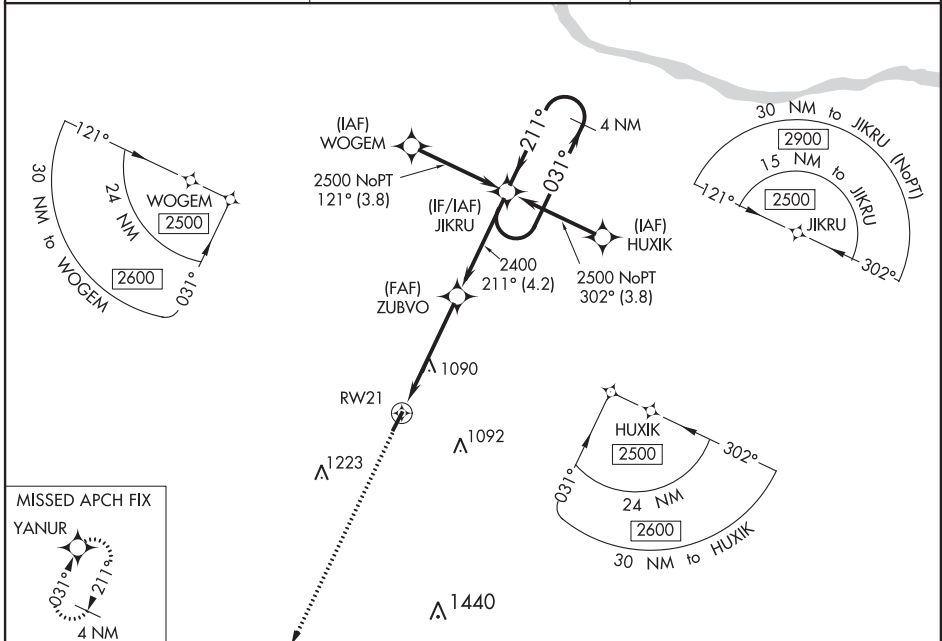 121°
30 NM to WOGEM
24 NM
WOGEM
2500
2600
031°
(IAF)
WOGEM
2500 NoPT
121° (3.8)
211°
031°
4 NM
(IF/IAF)
JIKRU
(IAF)
HUXIK
2500 NoPT
302° (3.8)
2400
211° (4.2)
(FAF)
ZUBVO
30 NM to JIKRU (NoPT)
2900
15 NM to JIKRU
2500
121°
JIKRU
302°
1090
RW21
1092
1223
HUXIK
2500
302°
031°
24 NM
2600
30 NM to HUXIK
MISSED APCH FIX
YANUR
031°
211°
4 NM
1440